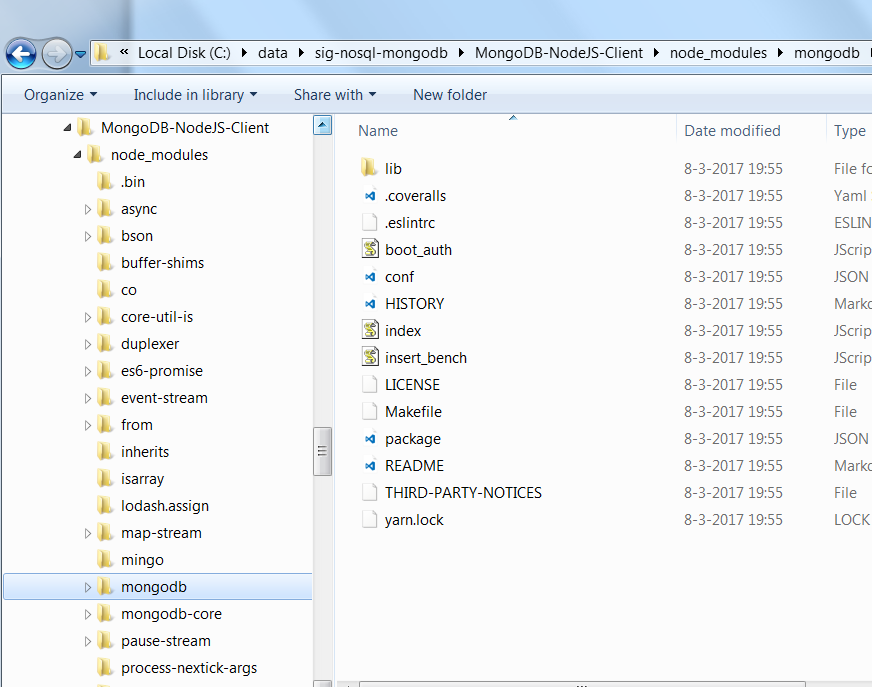 « Local Disk (C:) data sig-nosql-mongodb MongoDB-NodeJS-Client node_modules mongodb
Organize Include in library Share with New folder
MongoDB-NodeJS-Client
node_modules
.bin
async
bson
buffer-shims
co
core-util-is
duplexer
es6-promise
event-stream
from
inherits
isarray
lodash.assign
map-stream
mingo
mongodb
mongodb-core
pause-stream
process-nextick-args
Name Date modified Type
lib 8-3-2017 19:55 File fo
.coveralls 8-3-2017 19:55 Yaml
.eslintrc 8-3-2017 19:55 ESLIN
boot_auth 8-3-2017 19:55 JScrip
conf 8-3-2017 19:55 JSON
HISTORY 8-3-2017 19:55 Markd
index 8-3-2017 19:55 JScrip
insert_bench 8-3-2017 19:55 JScrip
LICENSE 8-3-2017 19:55 File
Makefile 8-3-2017 19:55 File
package 8-3-2017 19:55 JSON
README 8-3-2017 19:55 Markd
THIRD-PARTY-NOTICES 8-3-2017 19:55 File
yarn.lock 8-3-2017 19:55 LOCK